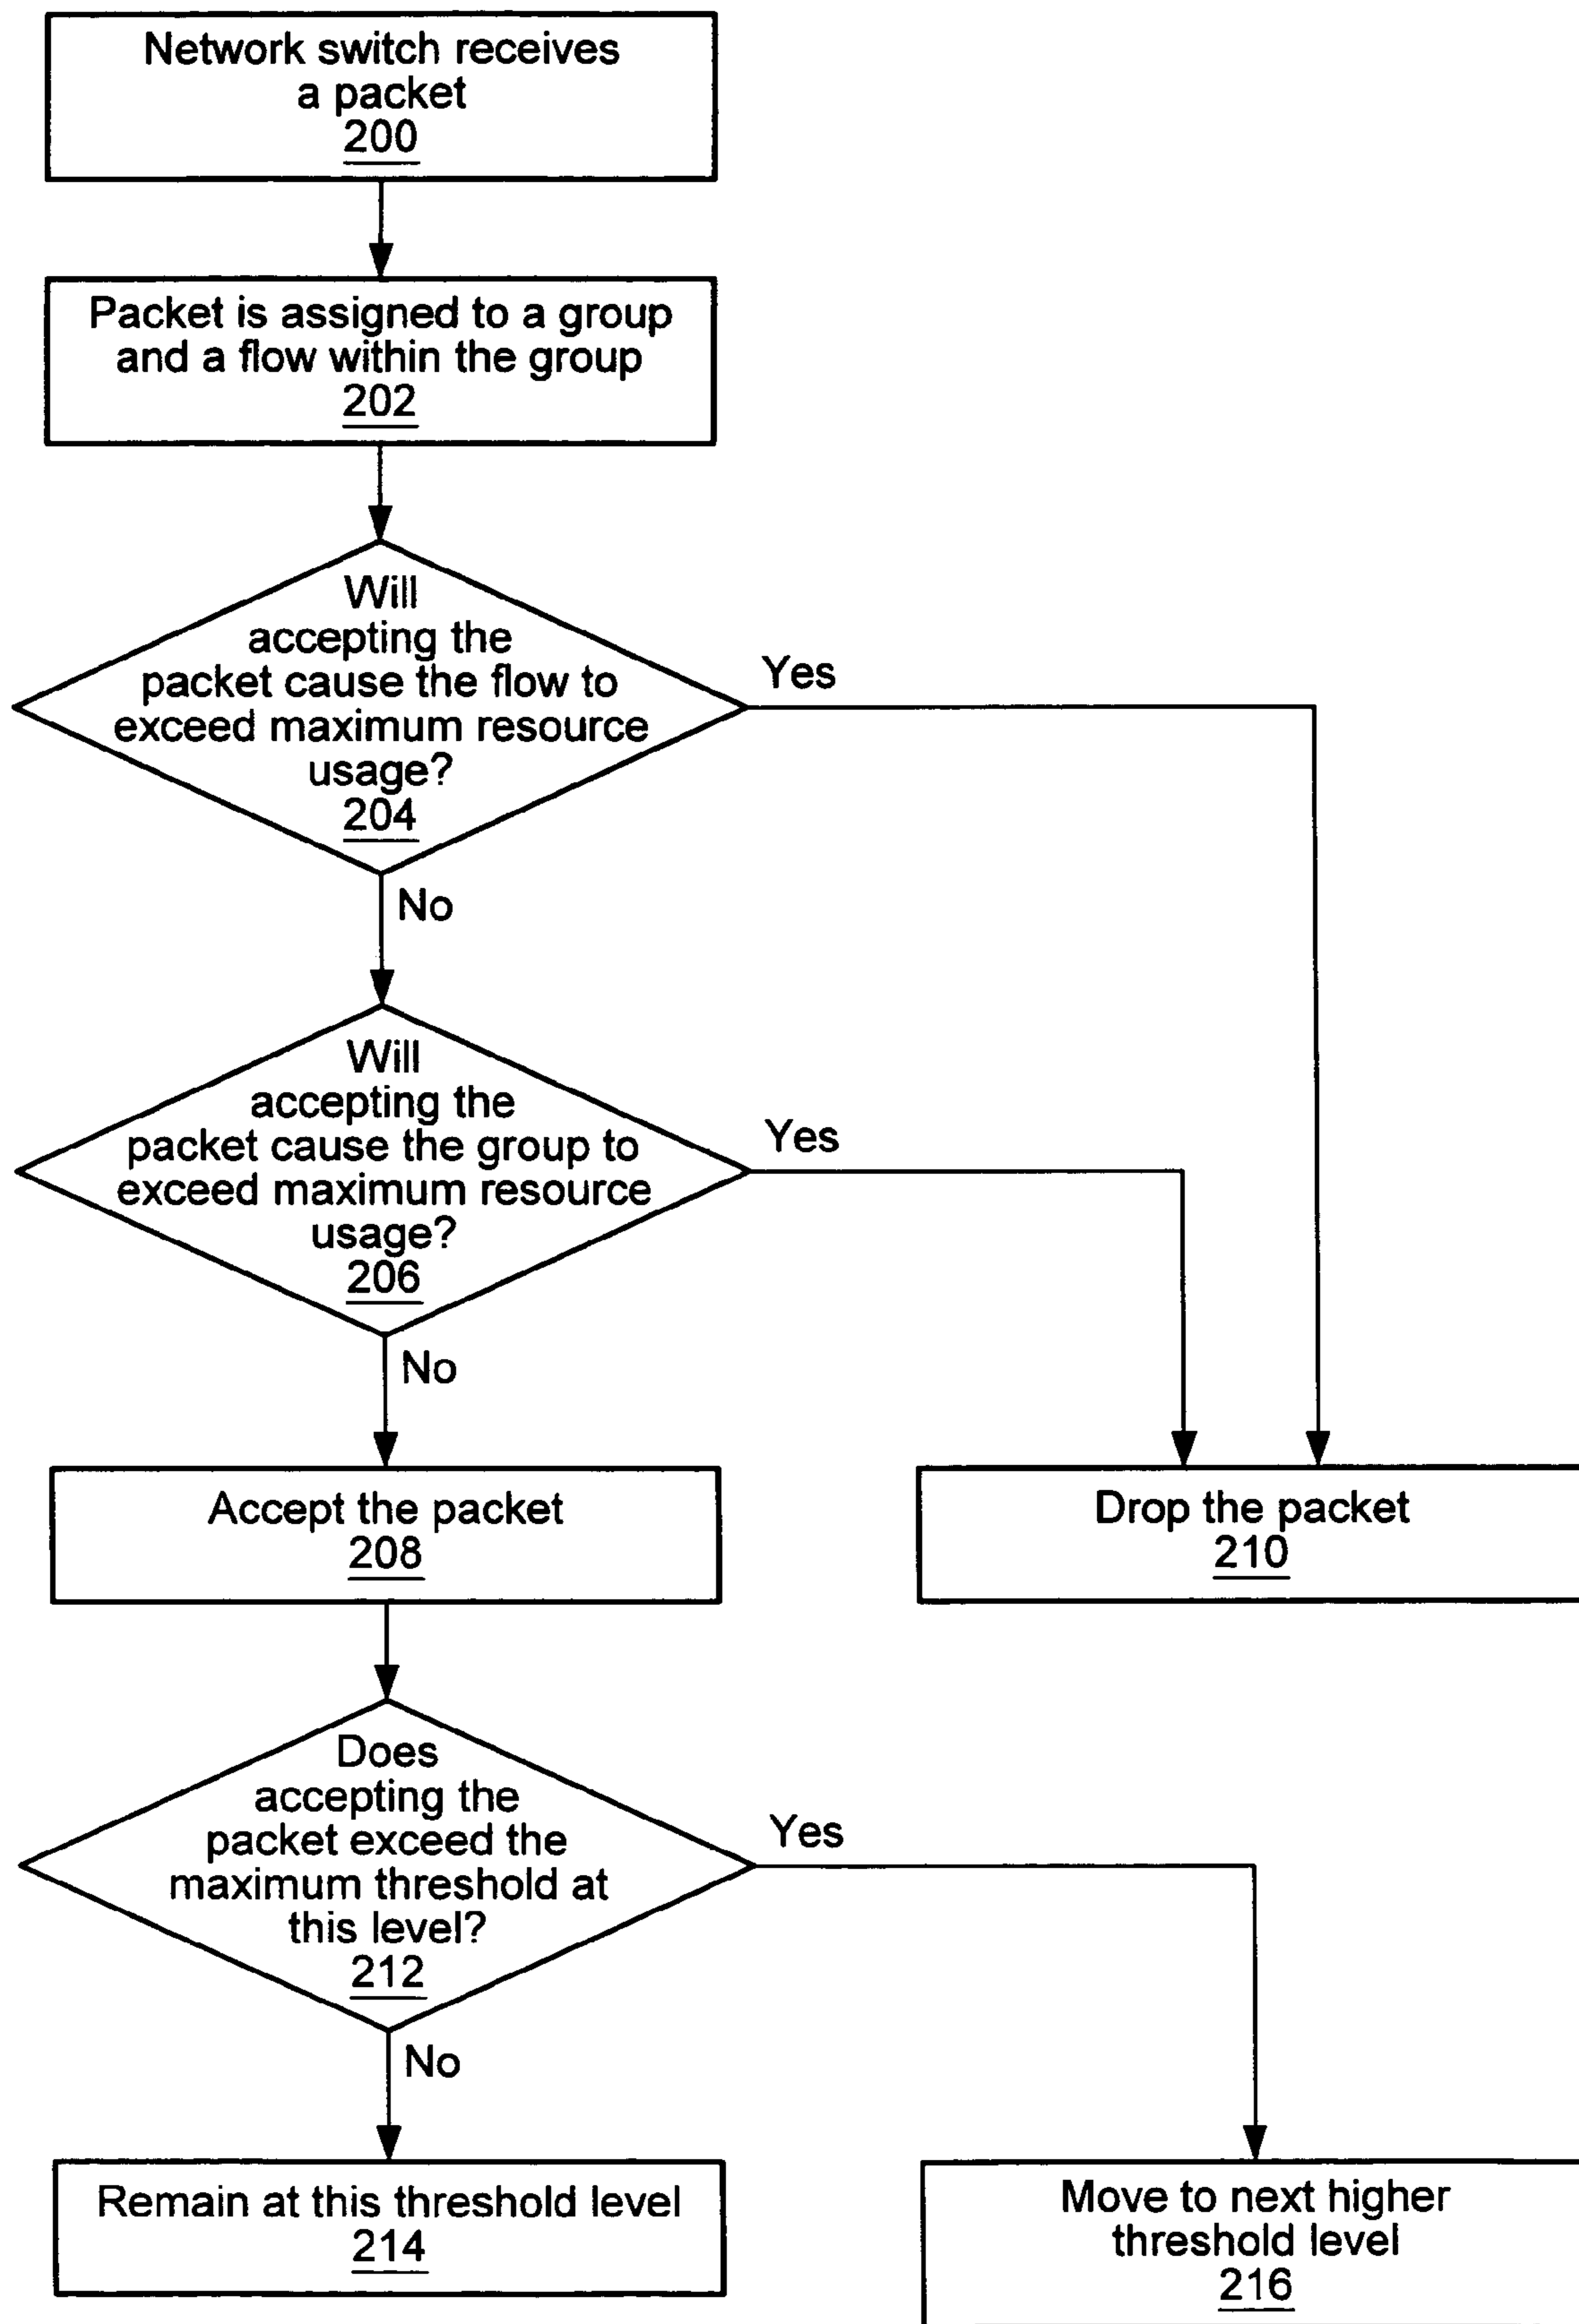 Network switch receives
a packet
200
Packet is assigned to a group
and a flow within the group
202
Will
accepting the
packet cause the flow to
exceed maximum resource
usage?
204
Yes
No
Will
accepting the
packet cause the group to
exceed maximum resource
usage?
206
Yes
No
Accept the packet
208
Drop the packet
210
Does
accepting the
packet exceed the
maximum threshold at
this level?
212
Yes
No
Remain at this threshold level
214
Move to next higher
threshold level
216